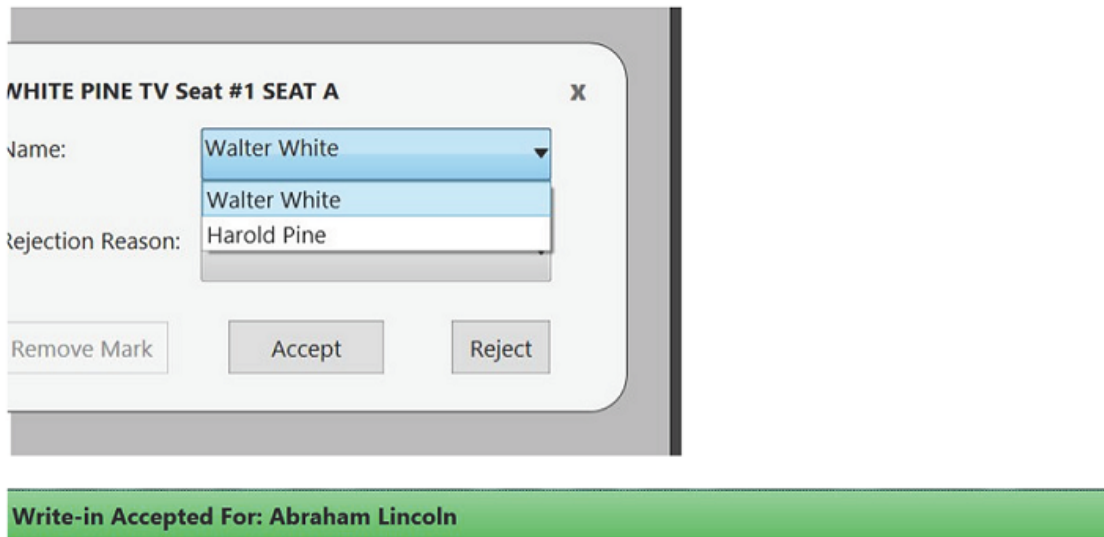 WHITE PINE TV Seat #1 SEAT A x
Name: Walter White
Walter White
Harold Pine
Rejection Reason:
Remove Mark Accept Reject
Write-in Accepted For: Abraham Lincoln